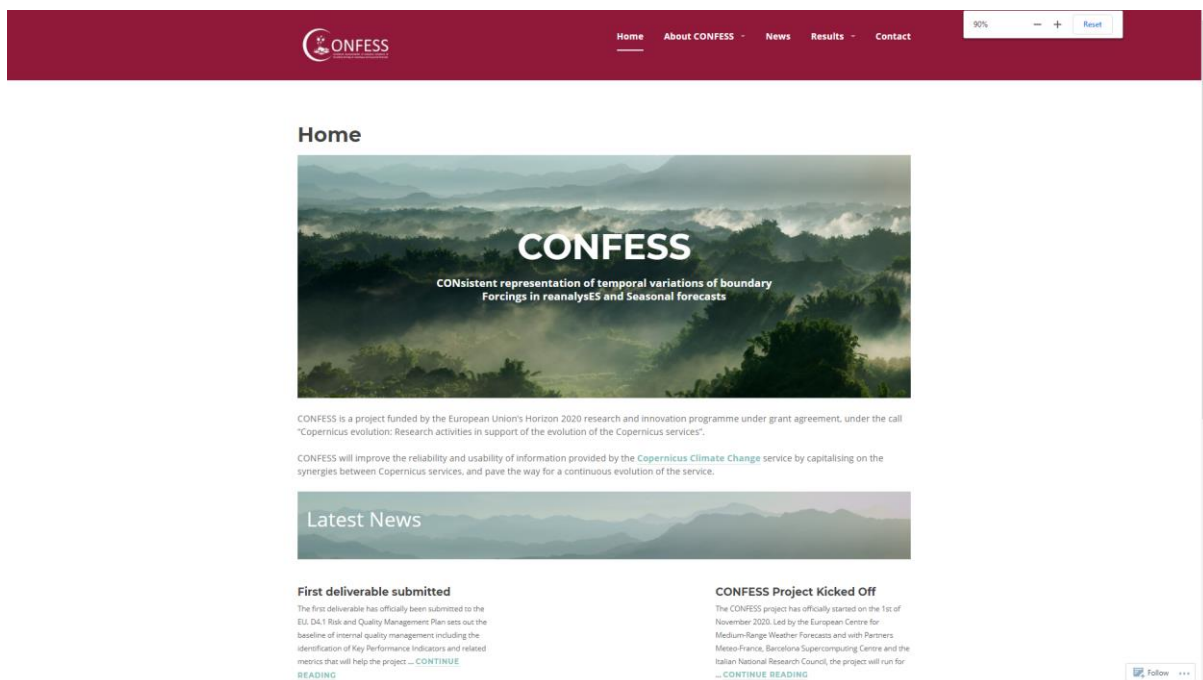 CONFESS
Home About CONFESS News Results Contact
90% − + Reset
Home
CONFESS
CONsistent representation of temporal variations of boundary
Forcings in reanalysES and Seasonal forecasts
CONFESS is a project funded by the European Union's Horizon 2020 research and innovation programme under grant agreement, under the call
"Copernicus evolution: Research activities in support of the evolution of the Copernicus services".
CONFESS will improve the reliability and usability of information provided by the Copernicus Climate Change service by capitalising on the
synergies between Copernicus services, and pave the way for a continuous evolution of the service.
Latest News
First deliverable submitted
The first deliverable has officially been submitted to the
EU. D4.1 Risk and Quality Management Plan sets out the
baseline of internal quality management including the
identification of Key Performance Indicators and related
metrics that will help the project ... CONTINUE
READING
CONFESS Project Kicked Off
The CONFESS project has officially started on the 1st of
November 2020. Led by the European Centre for
Medium-Range Weather Forecasts and with Partners
Meteo-France, Barcelona Supercomputing Centre and the
Italian National Research Council, the project will run for
... CONTINUE READING
Follow ...